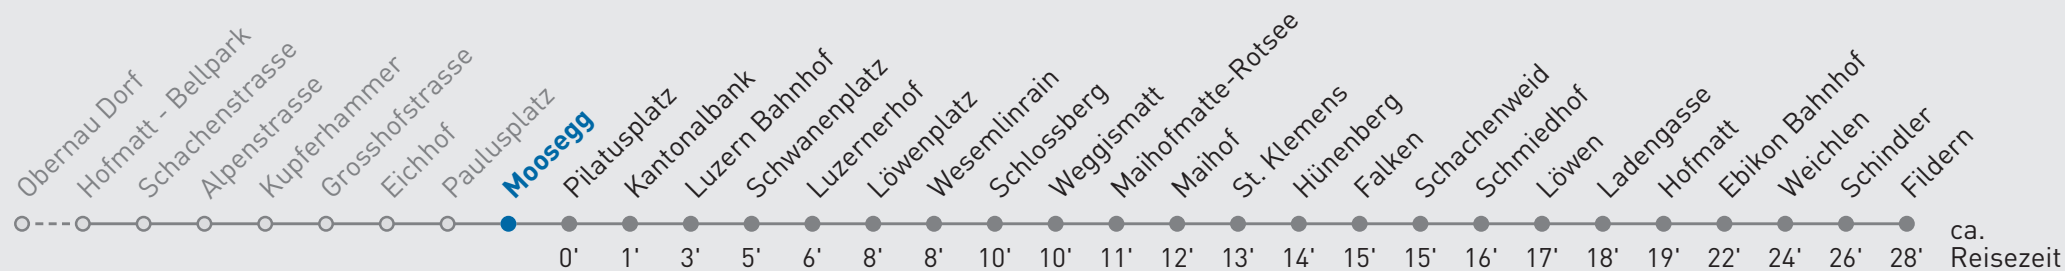 Obernau Dorf
Hofmatt - Bellpark
Schachenstrasse
Alpenstrasse
Kupferhammer
Grosshofstrasse
Eichhof
Paulusplatz
Moosegg
Pilatusplatz
Kantonalbank
Luzern Bahnhof
Schwanenplatz
Luzernerhof
Löwenplatz
Wesemlinrain
Schlossberg
Weggismatt
Maihofmatte-Rotsee
Maihof
St. Klemens
Hünenberg
Falken
Schachenweid
Schmiedhof
Löwen
Ladengasse
Hofmatt
Ebikon Bahnhof
Weichlen
Schindler
Fildern
0' 1' 3' 5' 6' 8' 8' 10' 10' 11' 12' 13' 14' 15' 15' 16' 17' 18' 19' 22' 24' 26' 28'
ca.
Reisezeit